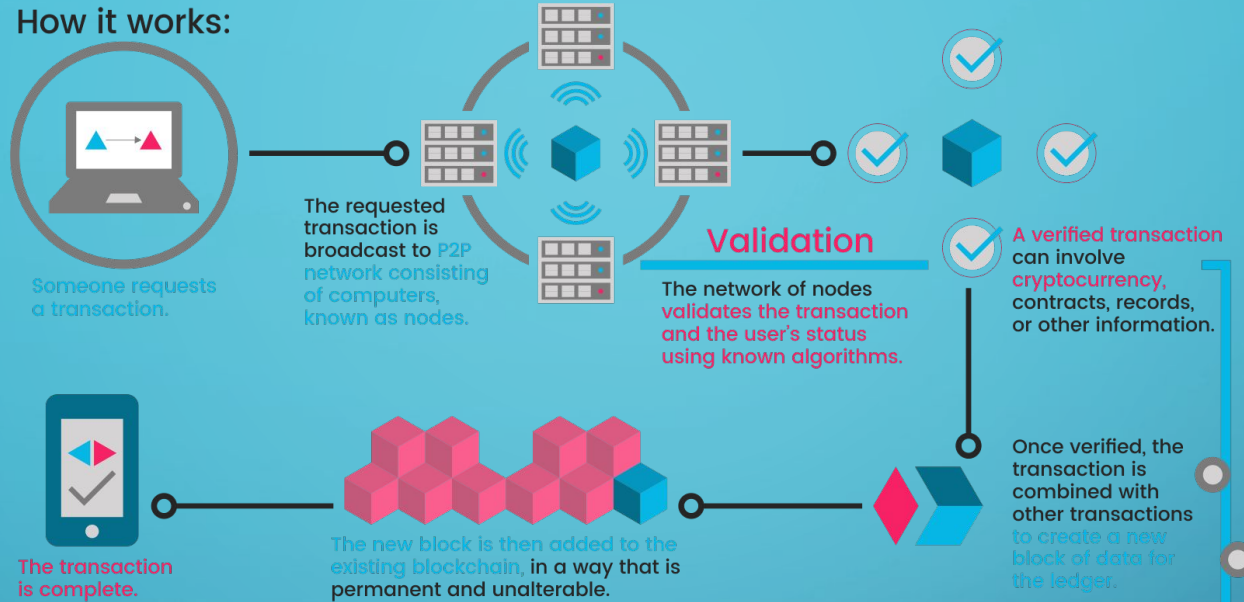 How it works:
Someone requests
a transaction.
The requested
transaction is
broadcast to P2P
network consisting
of computers,
known as nodes.
Validation
The network of nodes
validates the transaction
and the user's status
using known algorithms.
A verified transaction
can involve
cryptocurrency,
contracts, records,
or other information.
Once verified, the
transaction is
combined with
other transactions
to create a new
block of data for
the ledger.
The new block is then added to the
existing blockchain, in a way that is
permanent and unalterable.
The transaction
is complete.